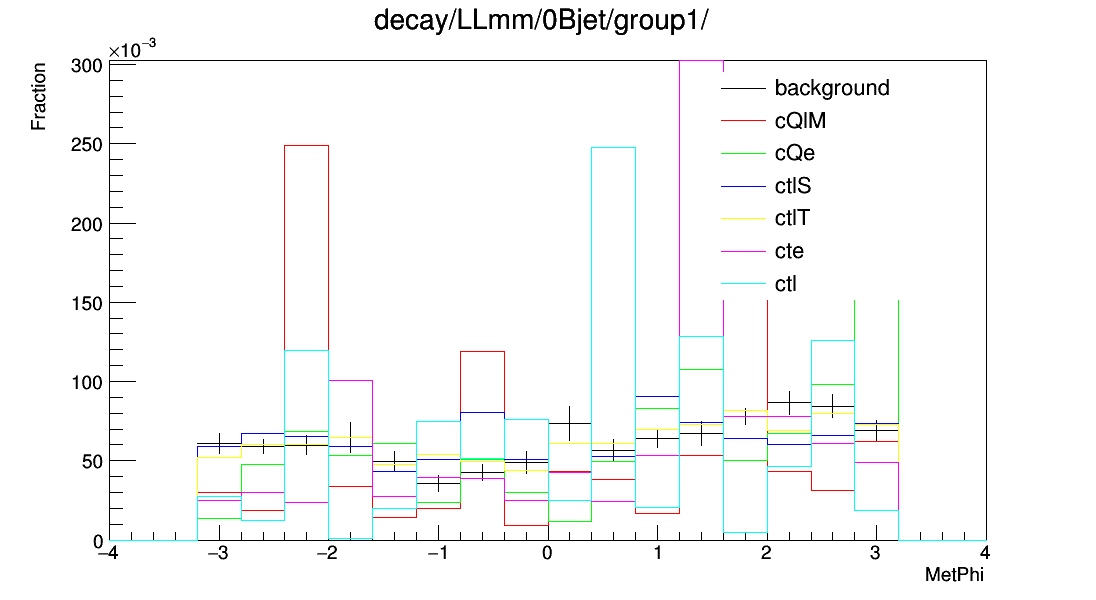 decay/LLmm/0Bjet/group1/
×10⁻³
Fraction
300
250
200
150
100
50
0
background
cQlM
cQe
ctlS
ctlT
cte
ctl
−4 −3 −2 −1 0 1 2 3 4
MetPhi